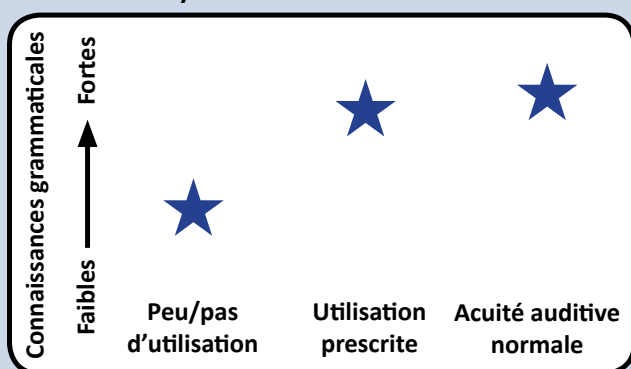 Connaissances grammaticales
Faibles
Fortes
Peu/pas
d'utilisation
Utilisation
prescrite
Acuité auditive
normale